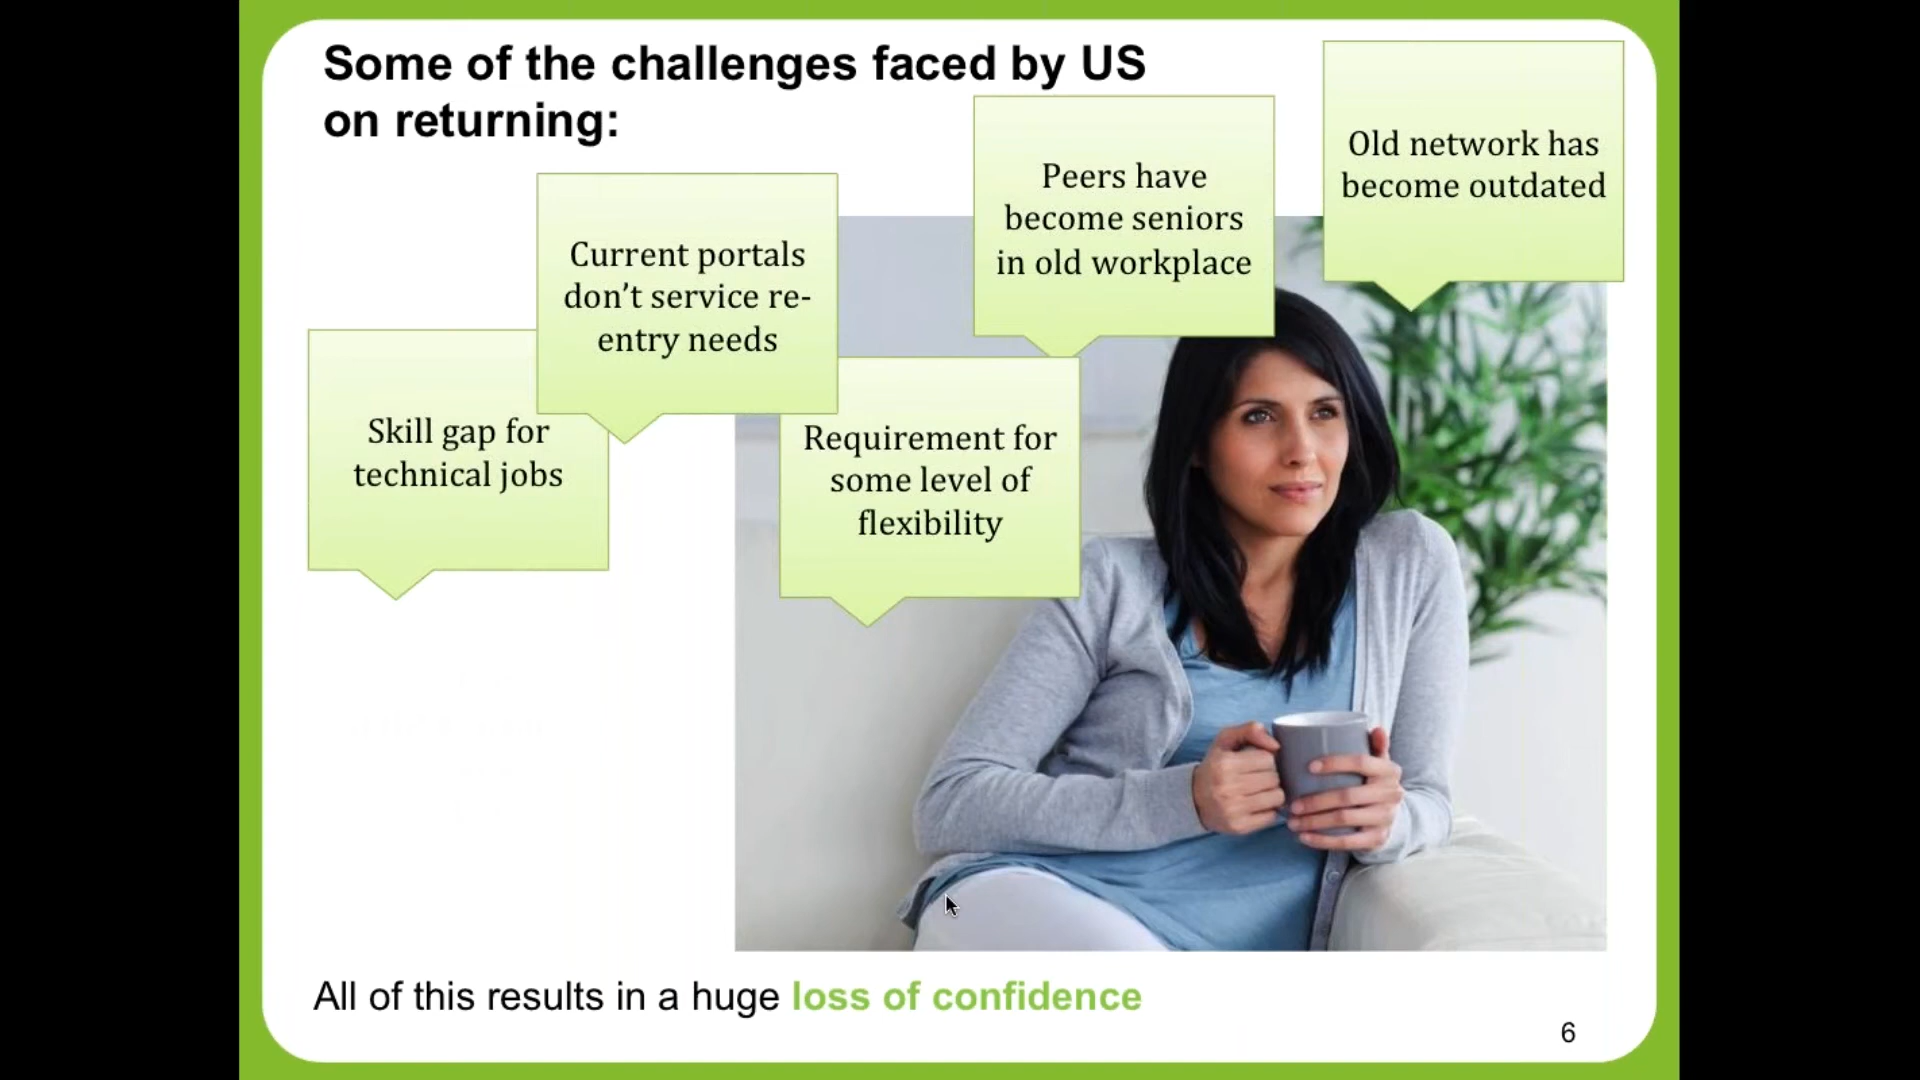 Some of the challenges faced by US
on returning:
Old network has
become outdated
Peers have
become seniors
in old workplace
Current portals
don’t service re-
entry needs
Skill gap for
technical jobs
Requirement for
some level of
flexibility
All of this results in a huge loss of confidence
6